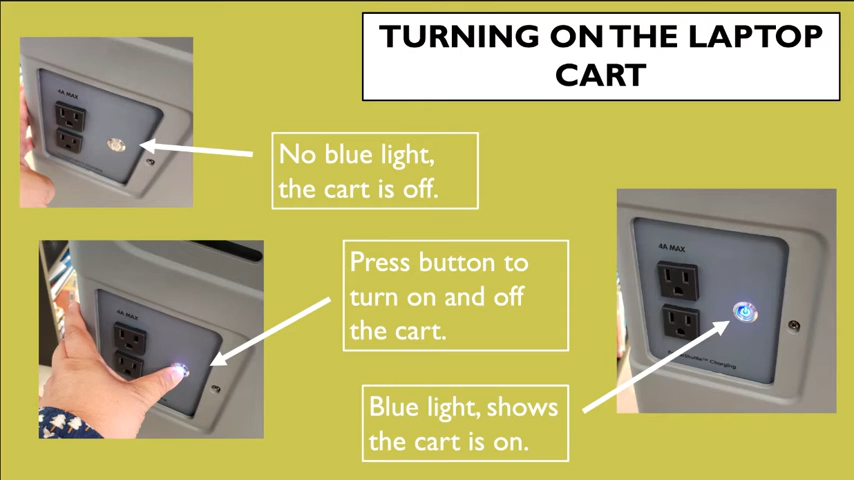 TURNING ON THE LAPTOP
CART
4A MAX
No blue light,
the cart is off.
4A MAX
Press button to
turn on and off
the cart.
4A MAX
Charging
Blue light, shows
the cart is on.